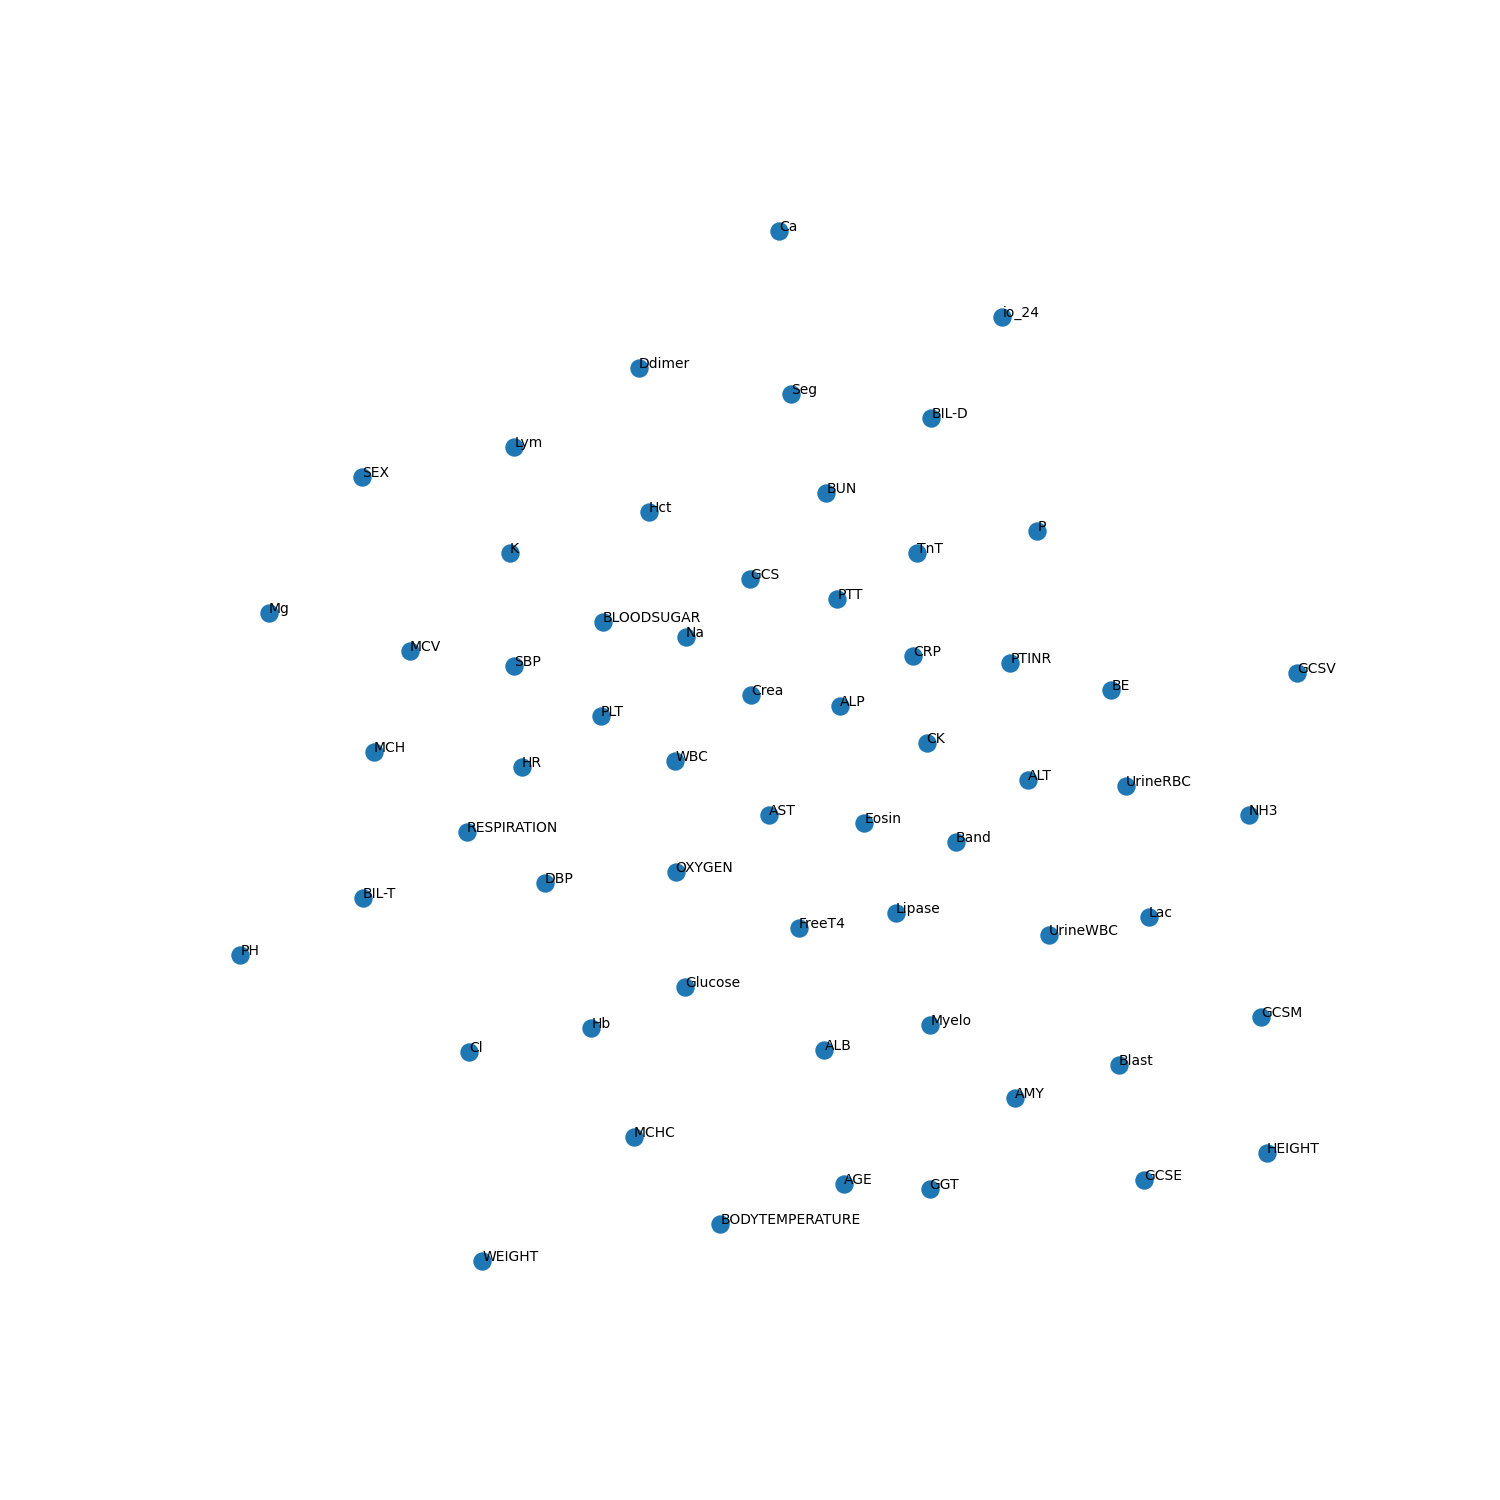 Ca
io_24
Ddimer
Seg
BIL-D
Lym
SEX
BUN
Hct
P
K
TnT
GCS
PTT
Mg
BLOODSUGAR
Na
MCV
CRP
PTINR
SBP
GCSV
BE
Crea
ALP
PLT
CK
MCH
WBC
HR
ALT
UrineRBC
AST
NH3
Eosin
RESPIRATION
Band
OXYGEN
DBP
BIL-T
Lipase
Lac
FreeT4
UrineWBC
PH
Glucose
GCSM
Myelo
Hb
ALB
Cl
Blast
AMY
MCHC
HEIGHT
GCSE
AGE
GGT
BODYTEMPERATURE
WEIGHT